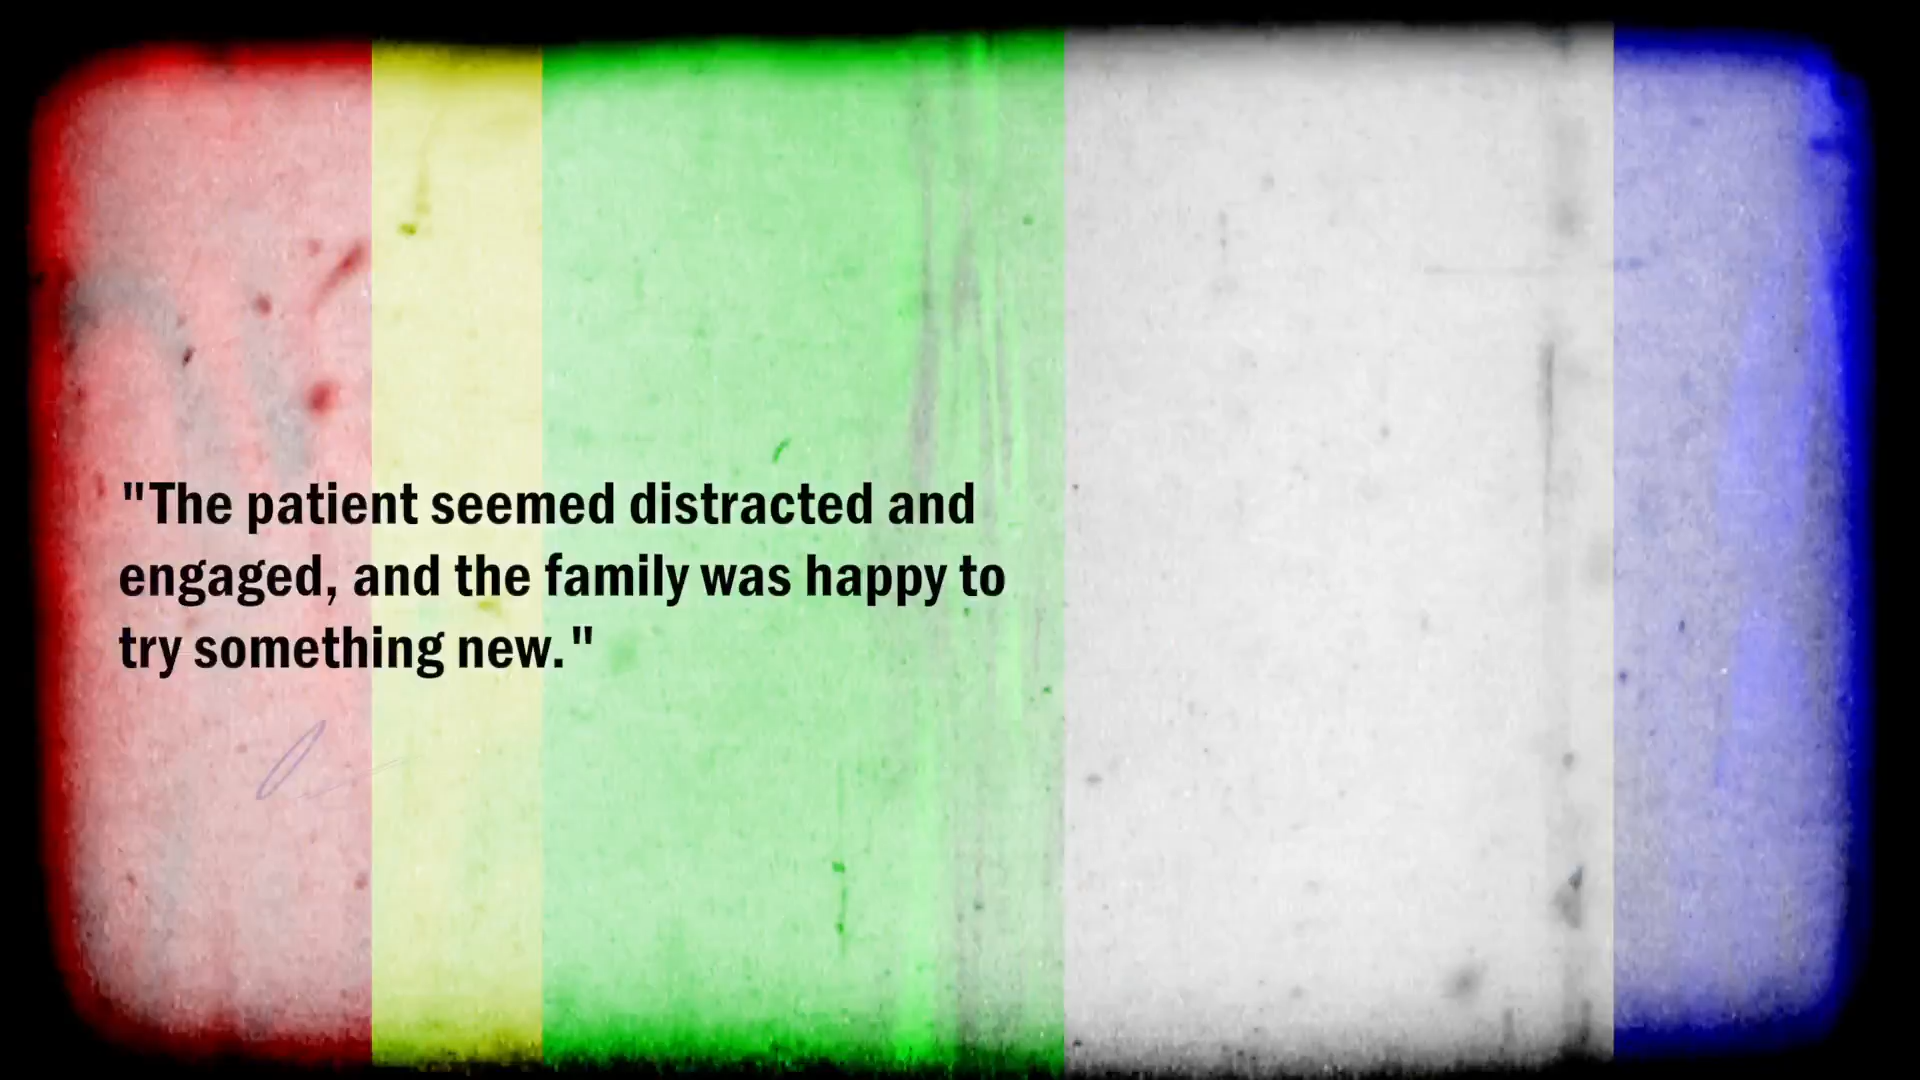 "The patient seemed distracted and
engaged, and the family was happy to
try something new."